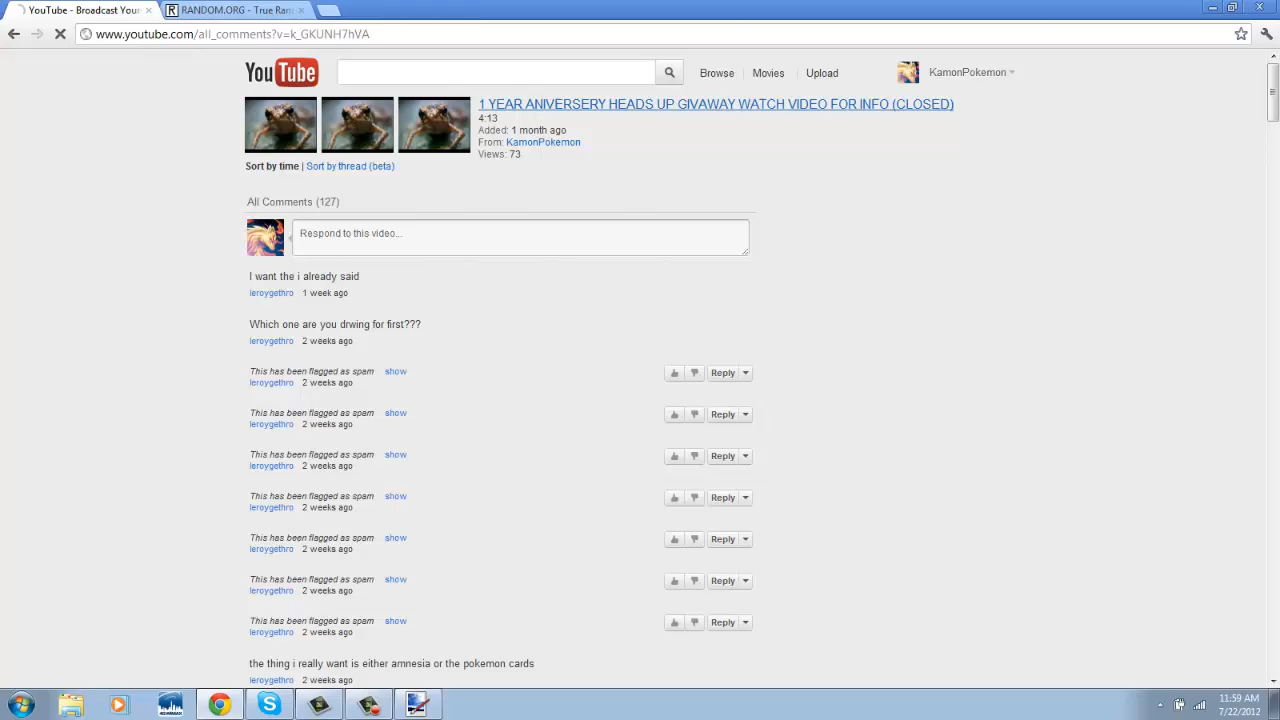 YouTube - Broadcast Your
RANDOM.ORG - True Ran
www.youtube.com/all_comments?v=k_GKUNH7hVA
YouTube
Browse
Movies
Upload
KamonPokemon
1 YEAR ANIVERSERY HEADS UP GIVAWAY WATCH VIDEO FOR INFO (CLOSED)
4:13
Added: 1 month ago
From: KamonPokemon
Views: 73
Sort by time | Sort by thread (beta)
All Comments (127)
Respond to this video...
I want the i already said
leroygethro 1 week ago
Which one are you drwing for first???
leroygethro 2 weeks ago
This has been flagged as spam show
Reply
leroygethro 2 weeks ago
This has been flagged as spam show
Reply
leroygethro 2 weeks ago
This has been flagged as spam show
Reply
leroygethro 2 weeks ago
This has been flagged as spam show
Reply
leroygethro 2 weeks ago
This has been flagged as spam show
Reply
leroygethro 2 weeks ago
This has been flagged as spam show
Reply
leroygethro 2 weeks ago
This has been flagged as spam show
Reply
leroygethro 2 weeks ago
the thing i really want is either amnesia or the pokemon cards
leroygethro 2 weeks ago
11:59 AM
7/22/2012